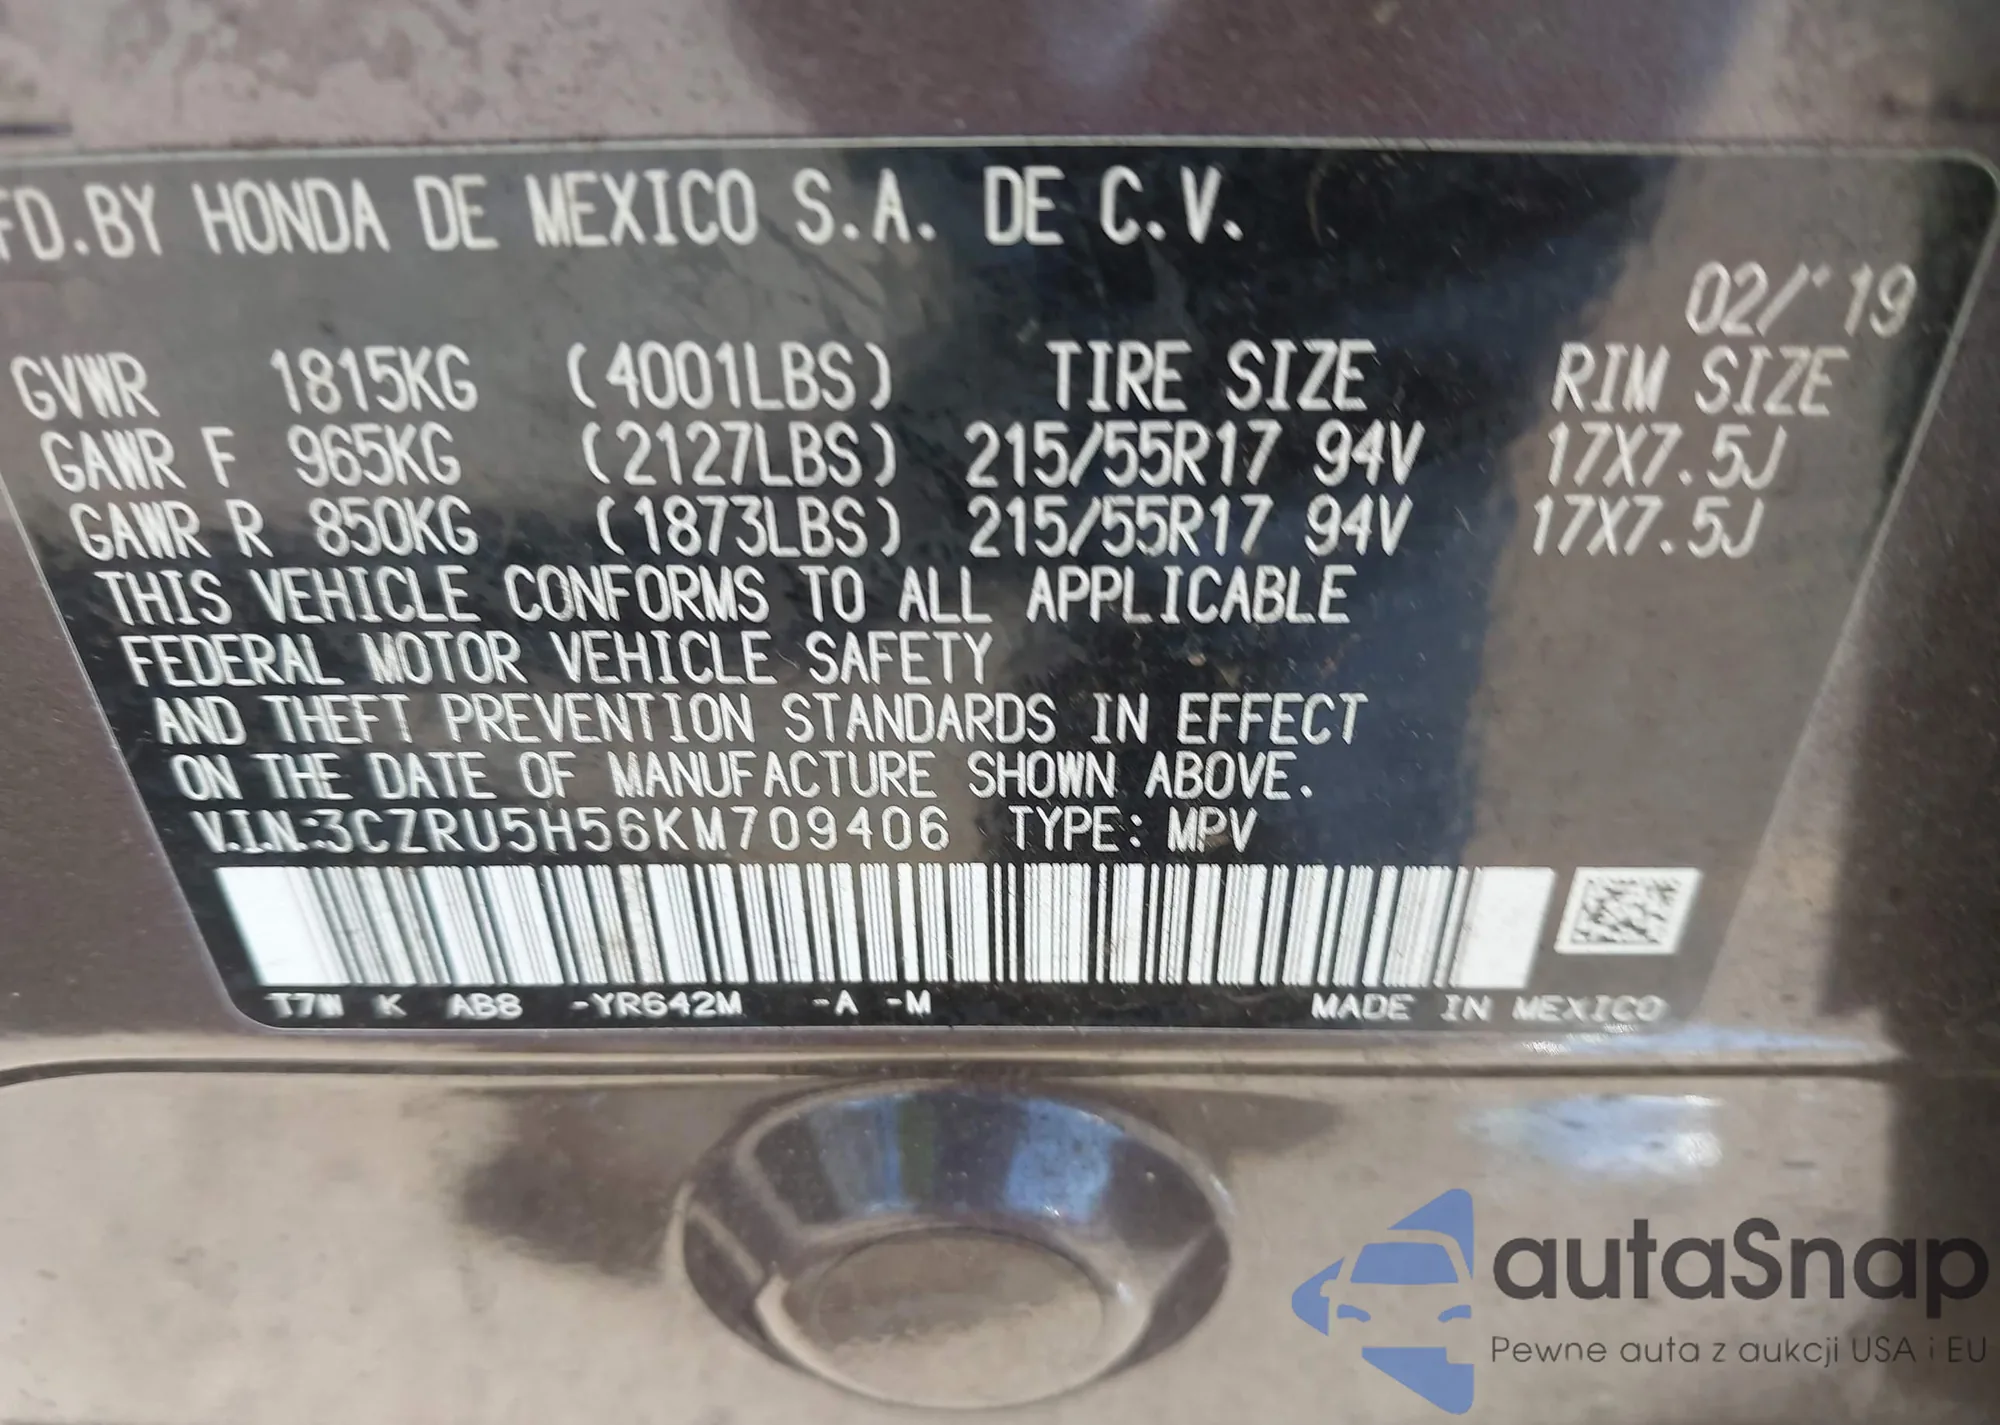 FD.BY HONDA DE MEXICO S.A. DE C.V.
02/'19
GVWR 1815KG (4001LBS) TIRE SIZE RIM SIZE
GAWR F 965KG (2127LBS) 215/55R17 94V 17X7.5J
GAWR R 850KG (1873LBS) 215/55R17 94V 17X7.5J
THIS VEHICLE CONFORMS TO ALL APPLICABLE
FEDERAL MOTOR VEHICLE SAFETY
AND THEFT PREVENTION STANDARDS IN EFFECT
ON THE DATE OF MANUFACTURE SHOWN ABOVE.
V.I.N:3CZRU5H56KM709406 TYPE: MPV
T7W K AB8 -YR642M -A -M MADE IN MEXICO
autaSnap
Pewne auta z aukcji USA i EU